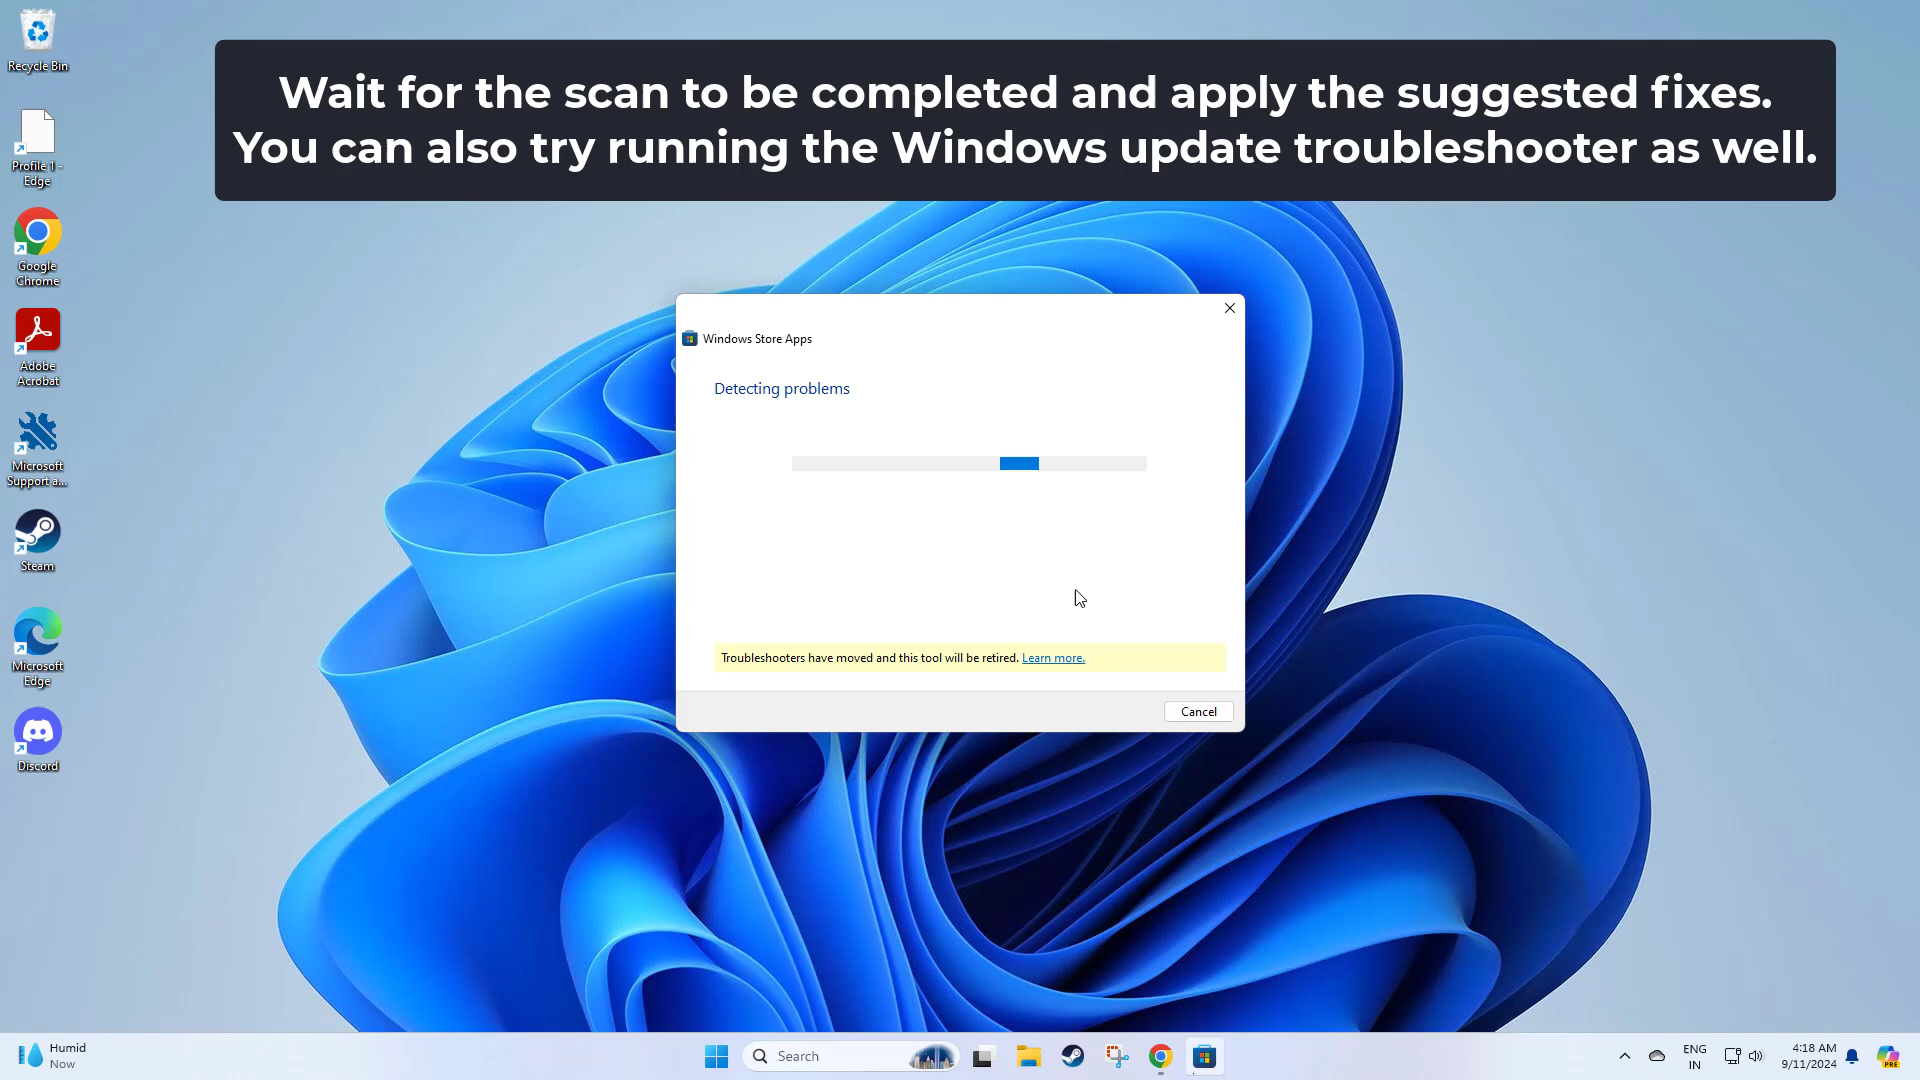 Wait for the scan to be completed and apply the suggested fixes.
You can also try running the Windows update troubleshooter as well.
Recycle Bin
Profile 1 -
Edge
Google
Chrome
Adobe
Acrobat
Microsoft
Support a...
Steam
Microsoft
Edge
Discord
Windows Store Apps
Detecting problems
Troubleshooters have moved and this tool will be retired. Learn more.
Cancel
Humid
Now
Search
ENG
IN
4:18 AM
9/11/2024
PRE